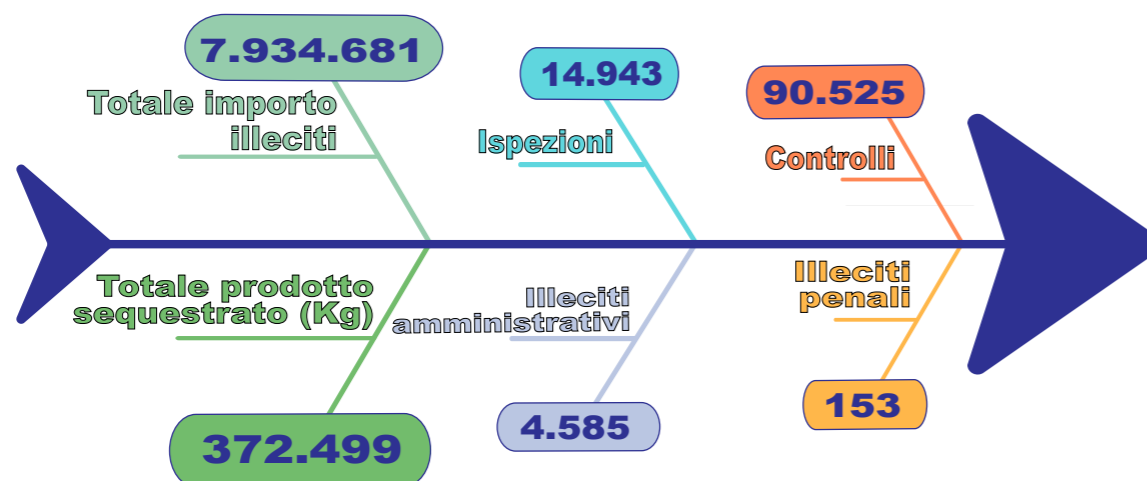 7.934.681
Totale importo
illeciti
14.943
Ispezioni
90.525
Controlli
Totale prodotto
sequestrato (Kg)
372.499
Illeciti
amministrativi
4.585
Illeciti
penali
153